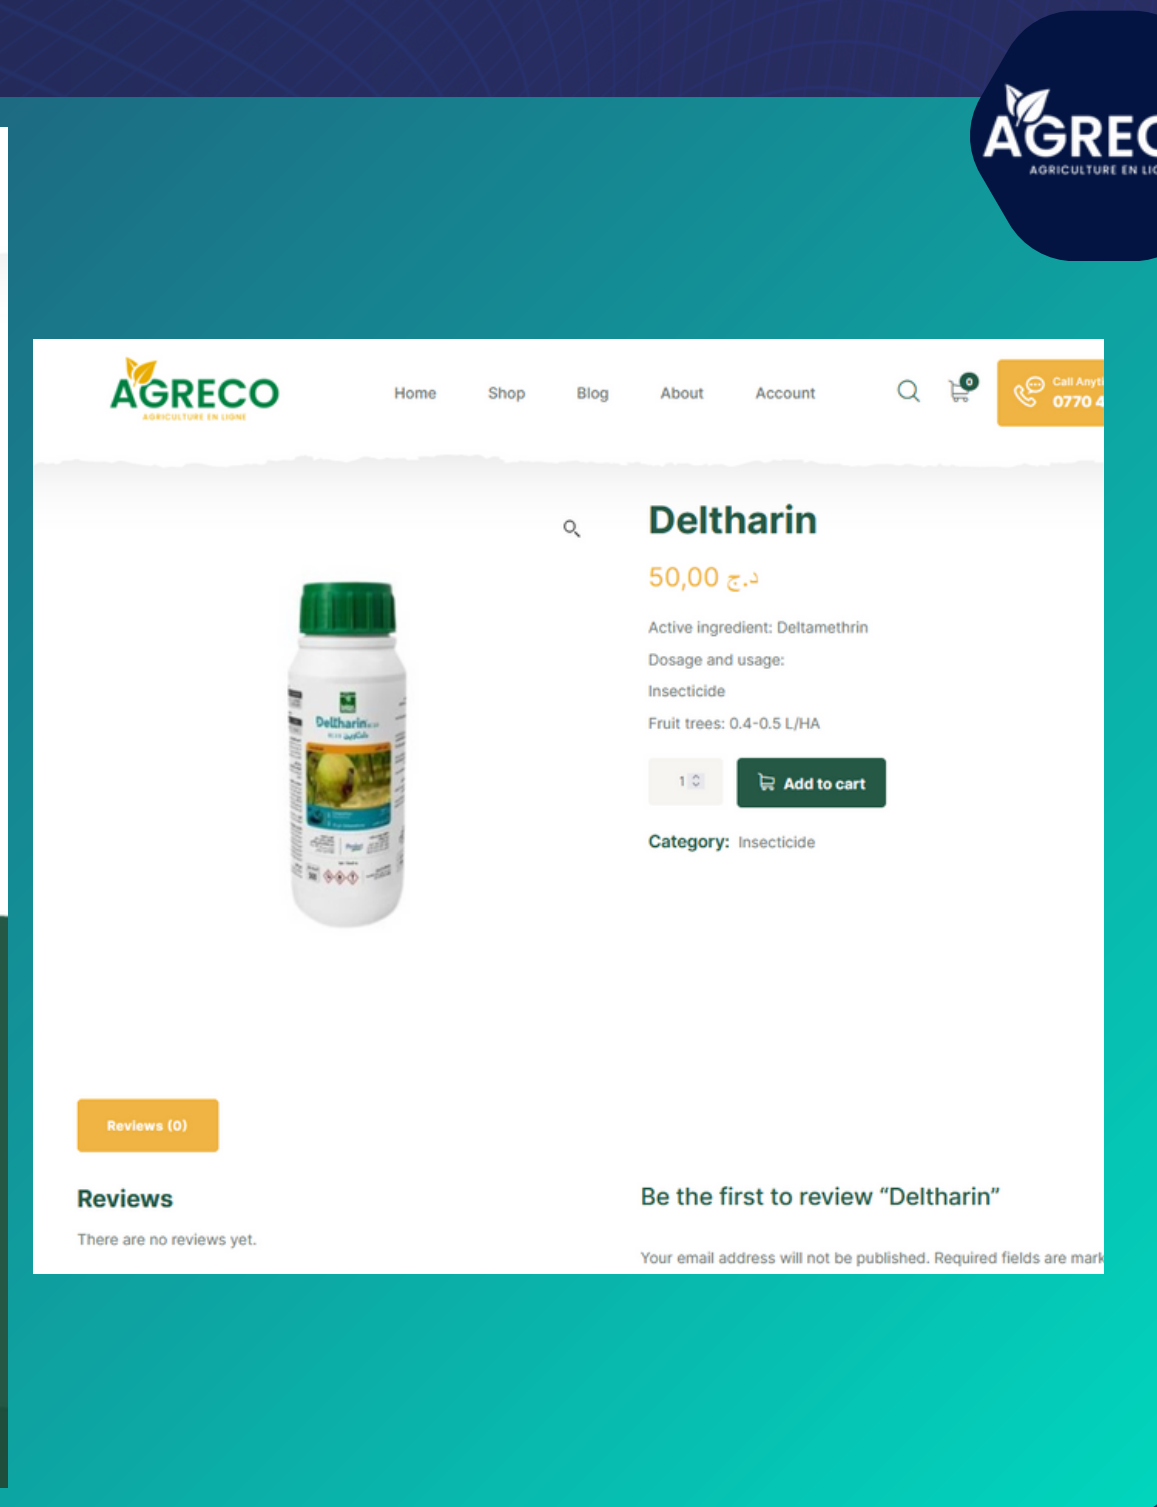 AGREC
AGRICULTURE EN LIG
AGRECO
AGRICULTURE EN LIGNE
Home
Shop
Blog
About
Account
0
Call Anyti
0770 4
Deltharin
50,00 د.ج
Active ingredient: Deltamethrin
Dosage and usage:
Insecticide
Fruit trees: 0.4-0.5 L/HA
1
Add to cart
Category: Insecticide
Deltharin
دلتارين
Reviews (0)
Reviews
There are no reviews yet.
Be the first to review “Deltharin”
Your email address will not be published. Required fields are mark